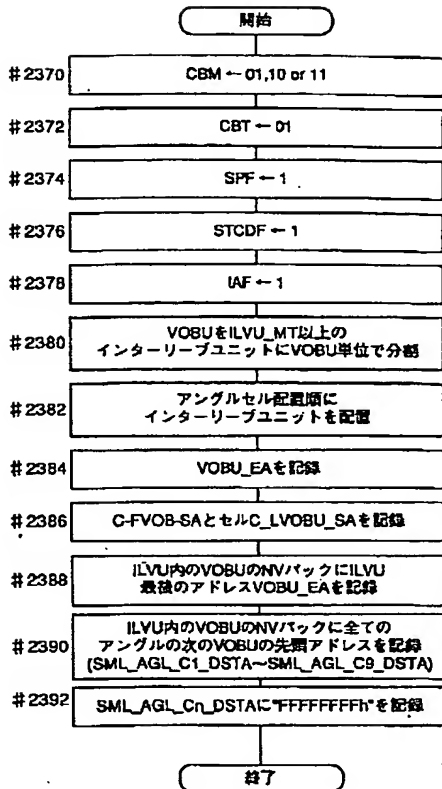 開始
#2370 CBM ← 01,10 or 11
#2372 CBT ← 01
#2374 SPF ← 1
#2376 STCDF ← 1
#2378 IAF ← 1
#2380 VOBUをILVU_MT以上の
インターリーブユニットにVOBU単位で分割
#2382 アングルセル配置順に
インターリーブユニットを配置
#2384 VOBU_EAを記録
#2386 C-FVOB-SAとセルC_LVOBU_SAを記録
#2388 ILVU内のVOBUのNVパックにILVU
最後のアドレスVOBU_EAを記録
#2390 ILVU内のVOBUのNVパックに全ての
アングルの次のVOBUの先頭アドレスを記録
(SML_AGL_C1_DSTA～SML_AGL_C9_DSTA)
#2392 SML_AGL_Cn_DSTAに"FFFFFFFFh"を記録
終了